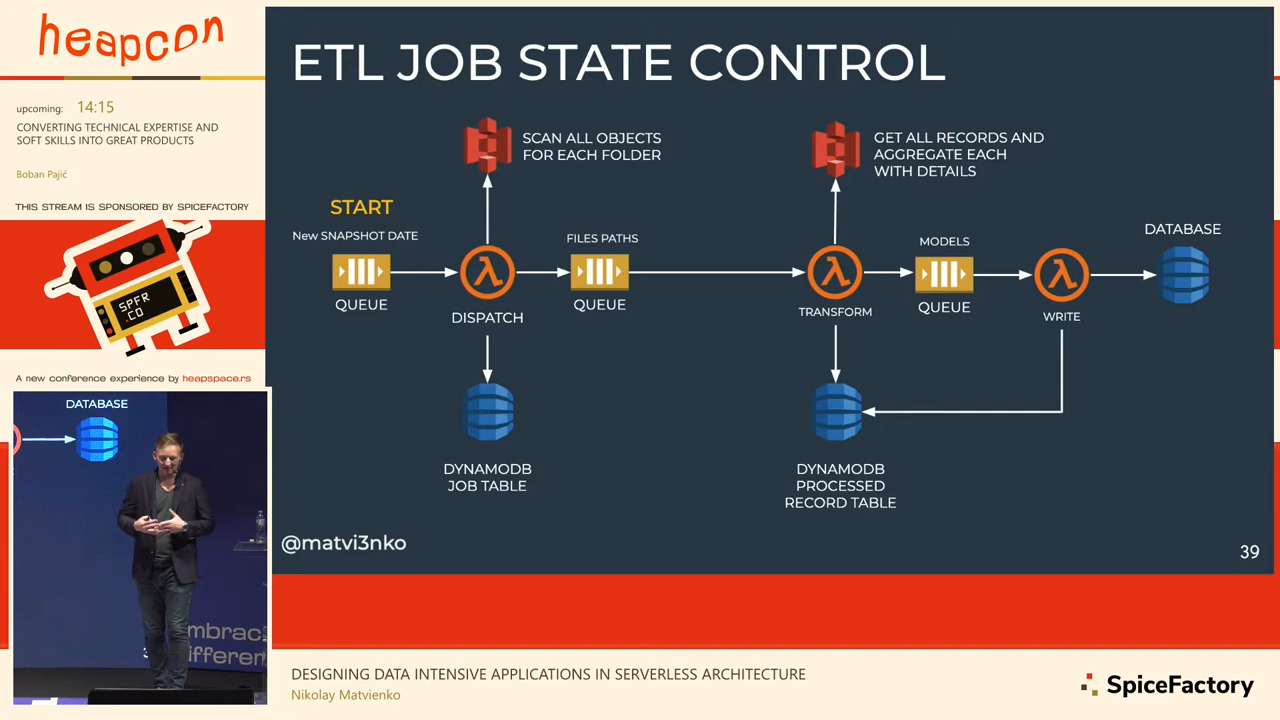 heapcon
upcoming: 14:15
CONVERTING TECHNICAL EXPERTISE AND
SOFT SKILLS INTO GREAT PRODUCTS
Boban Pajić
THIS STREAM IS SPONSORED BY SPICEFACTORY
SPFR
.CO
A new conference experience by heapspace.rs
DATABASE
mbrac
ifferen
ETL JOB STATE CONTROL
SCAN ALL OBJECTS
FOR EACH FOLDER
GET ALL RECORDS AND
AGGREGATE EACH
WITH DETAILS
START
New SNAPSHOT DATE
QUEUE
DISPATCH
FILES PATHS
QUEUE
TRANSFORM
MODELS
QUEUE
WRITE
DATABASE
DYNAMODB
JOB TABLE
DYNAMODB
PROCESSED
RECORD TABLE
@matvi3nko
39
DESIGNING DATA INTENSIVE APPLICATIONS IN SERVERLESS ARCHITECTURE
Nikolay Matvienko
SpiceFactory